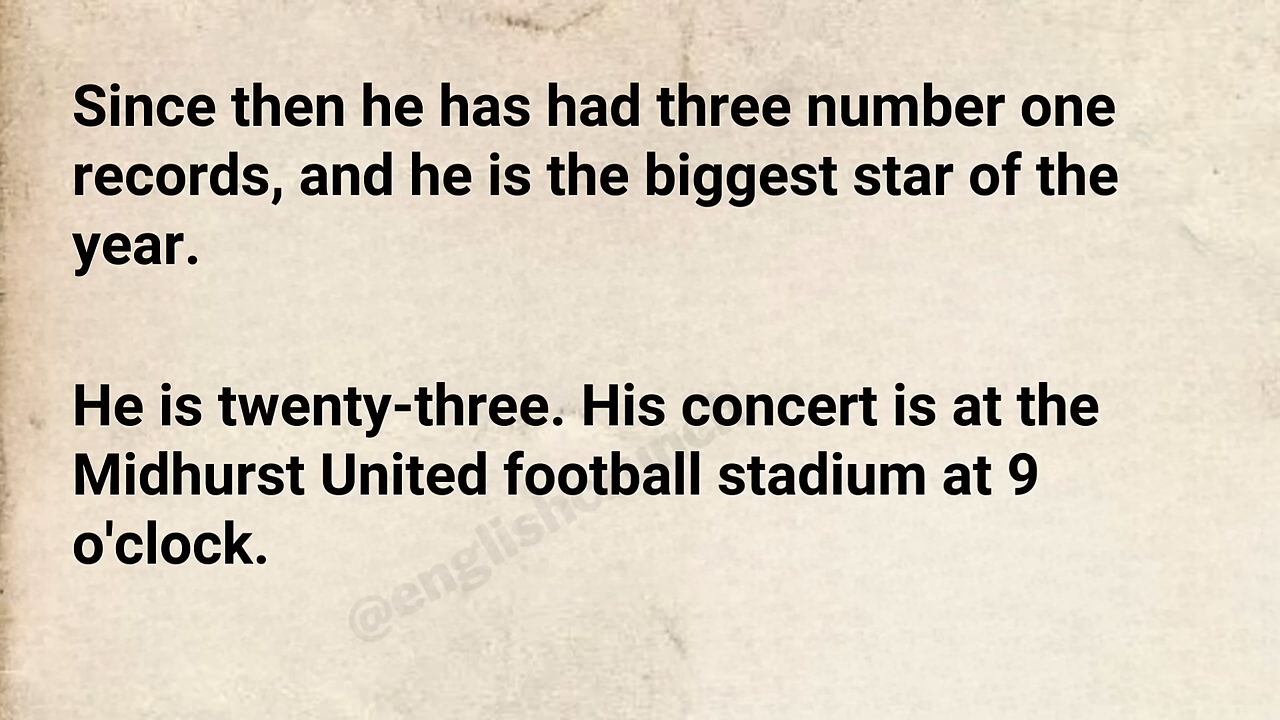 Since then he has had three number one
records, and he is the biggest star of the
year.
He is twenty-three. His concert is at the
Midhurst United football stadium at 9
o'clock.